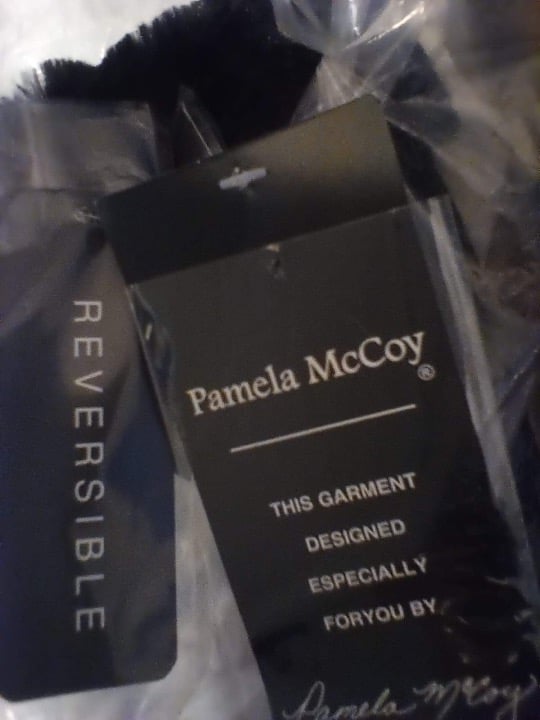 REVERSIBLE
Pamela McCoy®
THIS GARMENT
DESIGNED
ESPECIALLY
FORYOU BY
Pamela McCoy